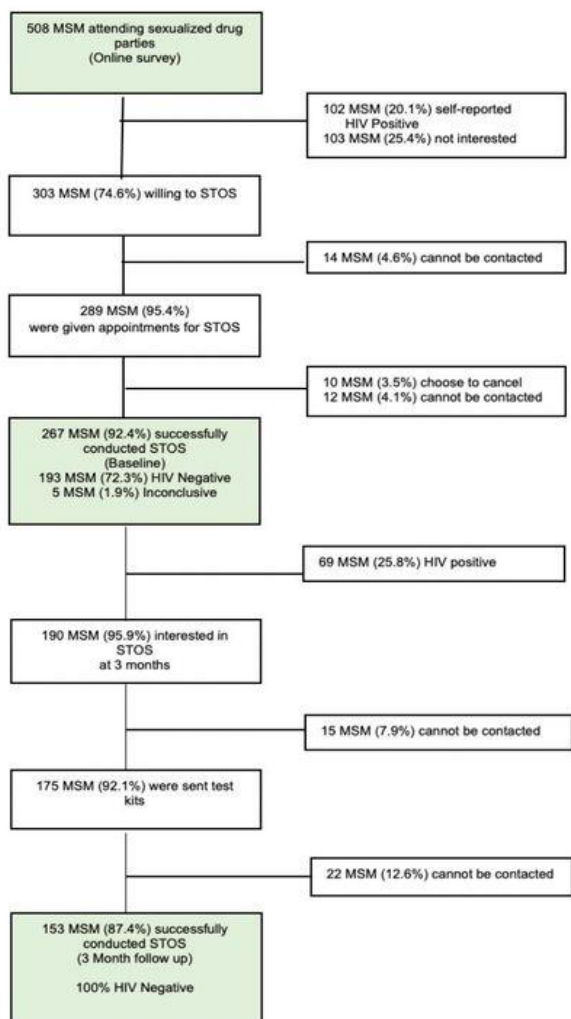 508 MSM attending sexualized drug
parties
(Online survey)
102 MSM (20.1%) self-reported
HIV Positive
103 MSM (25.4%) not interested
303 MSM (74.6%) willing to STOS
14 MSM (4.6%) cannot be contacted
289 MSM (95.4%)
were given appointments for STOS
10 MSM (3.5%) choose to cancel
12 MSM (4.1%) cannot be contacted
267 MSM (92.4%) successfully
conducted STOS
(Baseline)
193 MSM (72.3%) HIV Negative
5 MSM (1.9%) Inconclusive
69 MSM (25.8%) HIV positive
190 MSM (95.9%) interested in
STOS
at 3 months
15 MSM (7.9%) cannot be contacted
175 MSM (92.1%) were sent test
kits
22 MSM (12.6%) cannot be contacted
153 MSM (87.4%) successfully
conducted STOS
(3 Month follow up)
100% HIV Negative